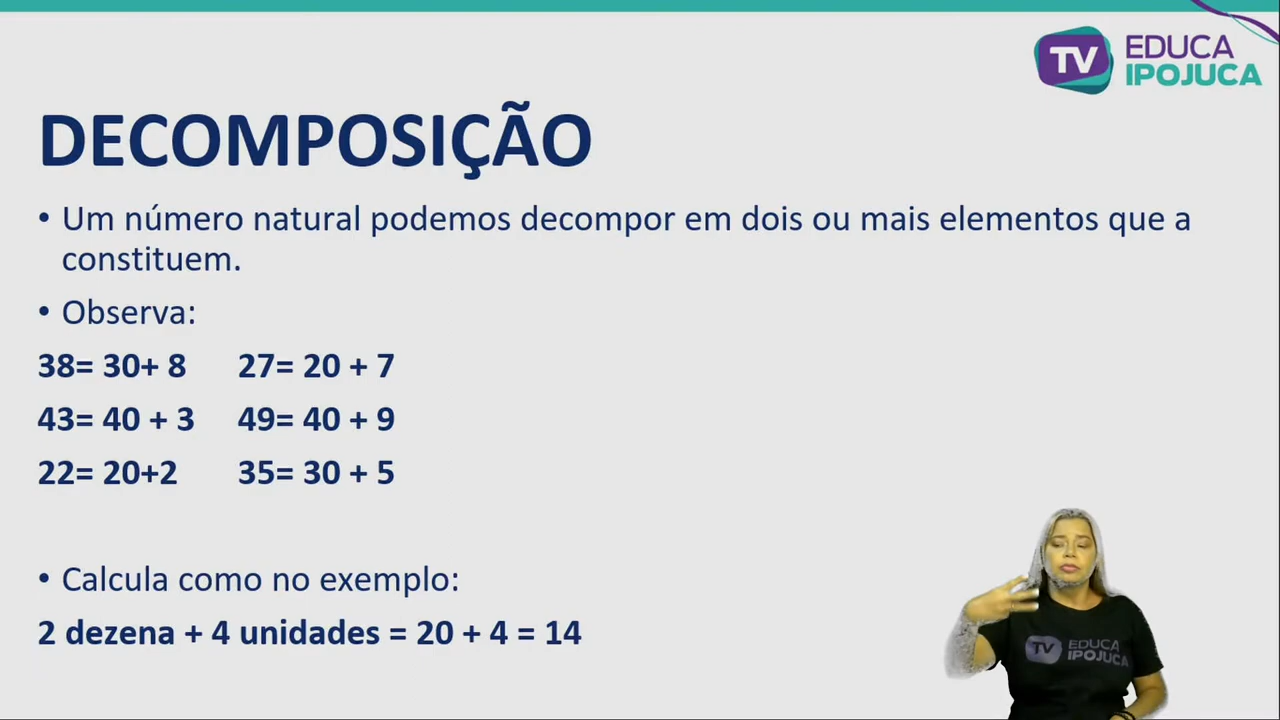 TV EDUCA
IPOJUCA
DECOMPOSIÇÃO
• Um número natural podemos decompor em dois ou mais elementos que a
constituem.
• Observa:
38= 30+ 8 27= 20 + 7
43= 40 + 3 49= 40 + 9
22= 20+2 35= 30 + 5
• Calcula como no exemplo:
2 dezena + 4 unidades = 20 + 4 = 14
TV EDUCA
IPOJUCA